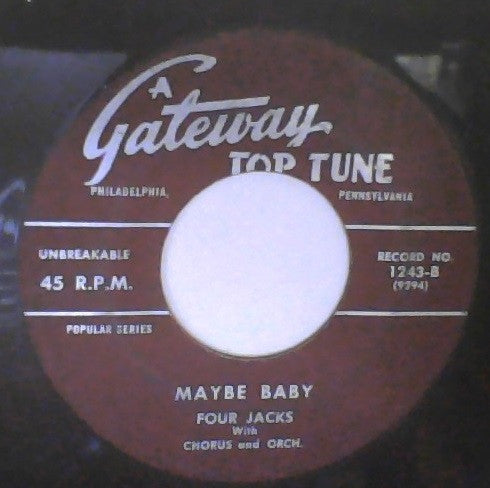 A
Gateway
TOP TUNE
PHILADELPHIA, PENNSYLVANIA
UNBREAKABLE
45 R.P.M.
RECORD NO.
1243-B
(9394)
POPULAR SERIES
MAYBE BABY
FOUR JACKS
With
CHORUS and ORCH.